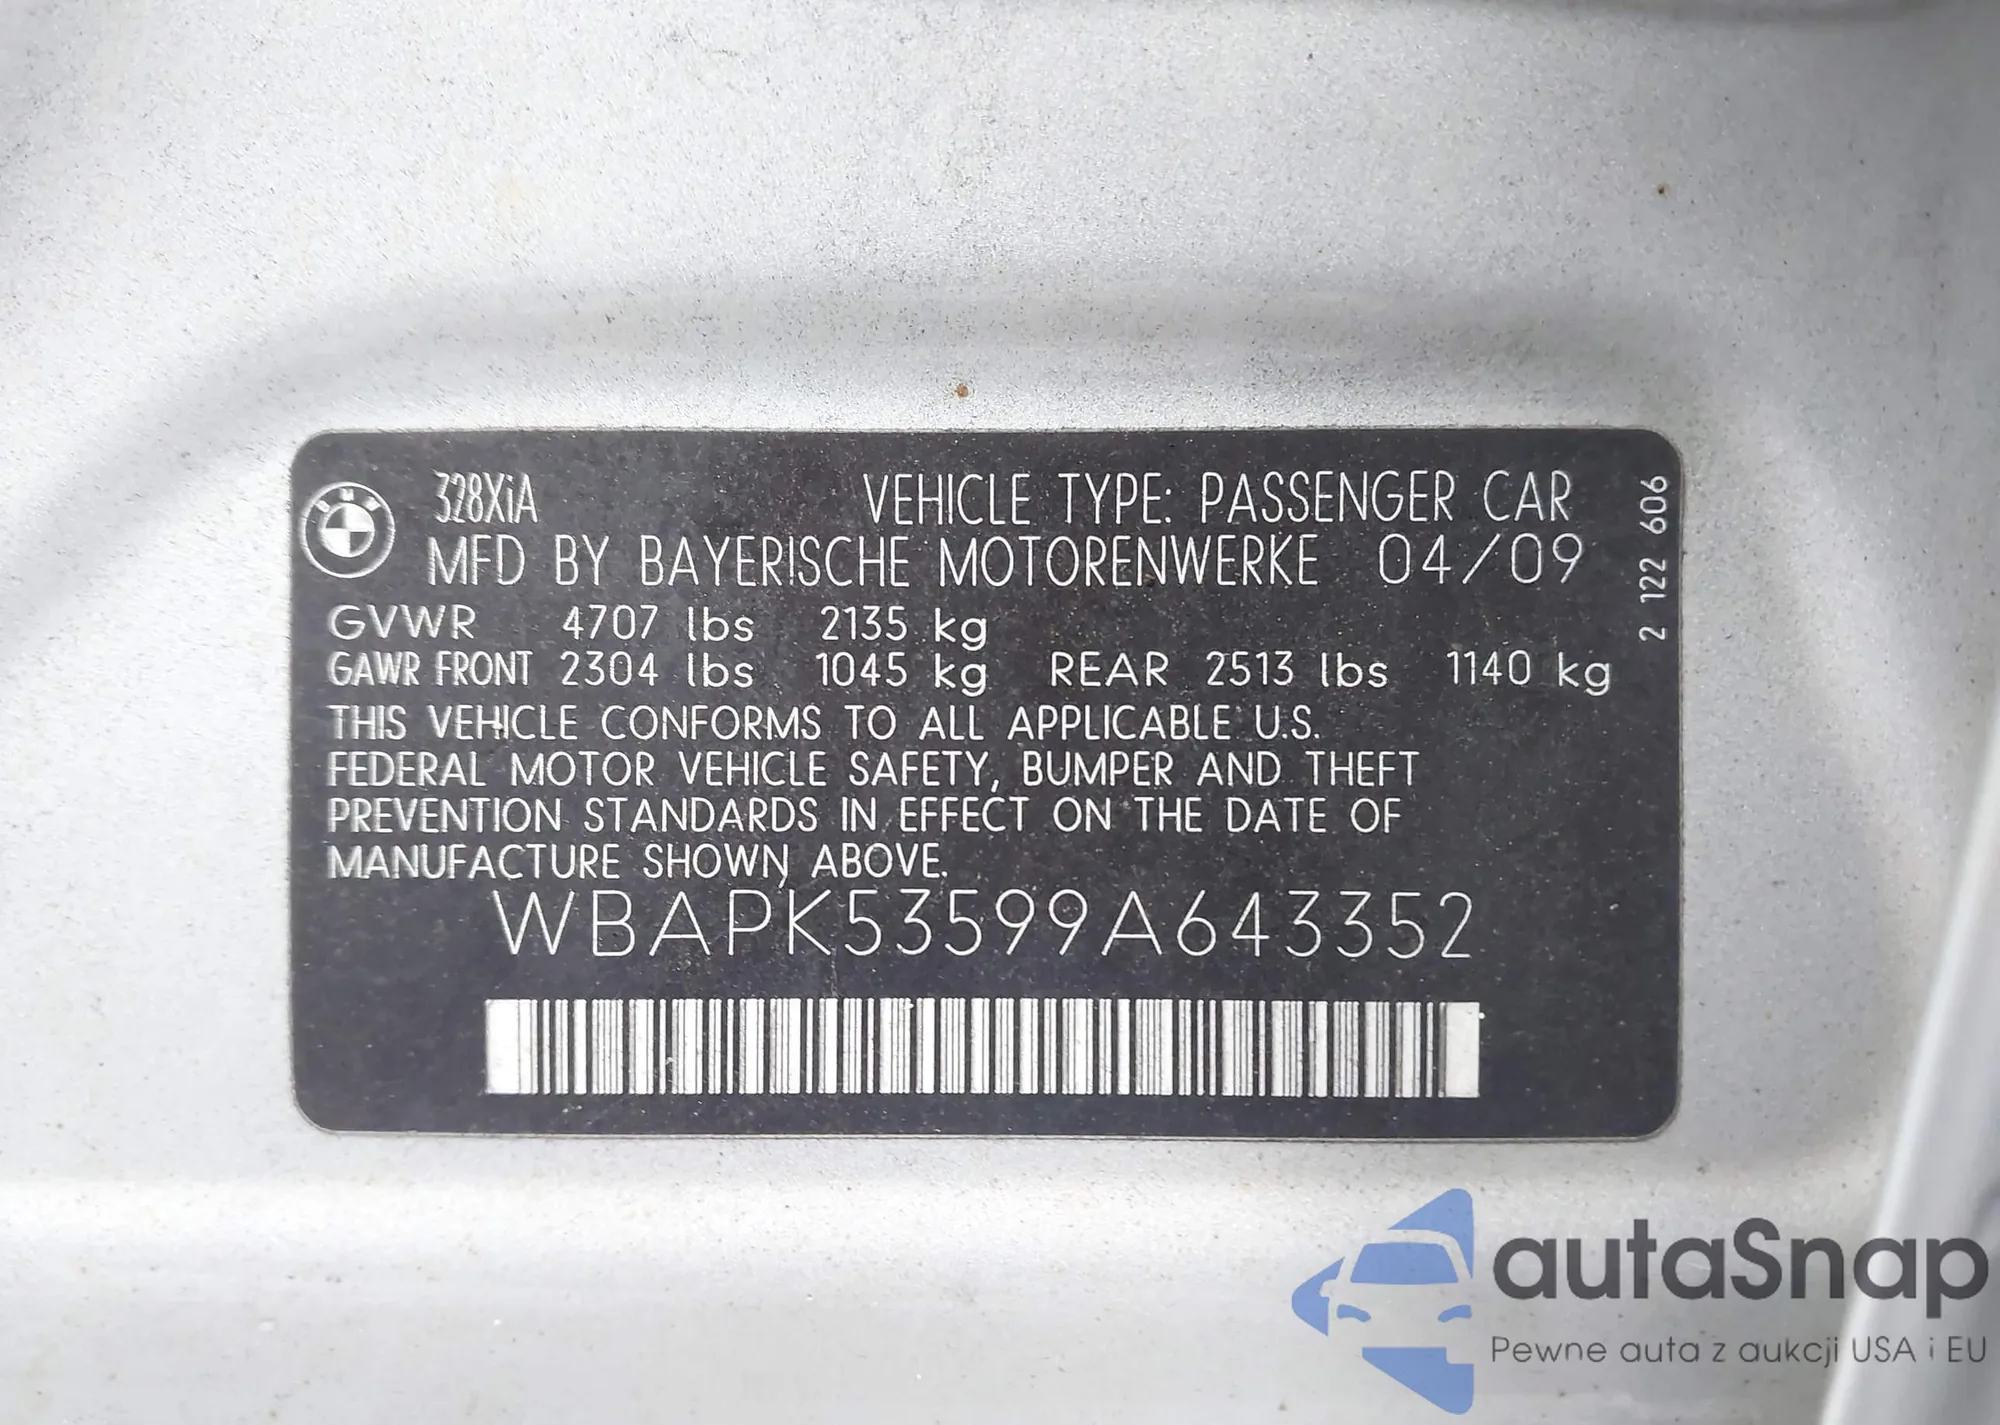 328XiA VEHICLE TYPE: PASSENGER CAR
MFD BY BAYERISCHE MOTORENWERKE 04/09
GVWR 4707 lbs 2135 kg
GAWR FRONT 2304 lbs 1045 kg REAR 2513 lbs 1140 kg
THIS VEHICLE CONFORMS TO ALL APPLICABLE U.S.
FEDERAL MOTOR VEHICLE SAFETY, BUMPER AND THEFT
PREVENTION STANDARDS IN EFFECT ON THE DATE OF
MANUFACTURE SHOWN ABOVE.
WBAPK53599A643352
2 122 606
BMW
autaSnap
Pewne auta z aukcji USA i EU